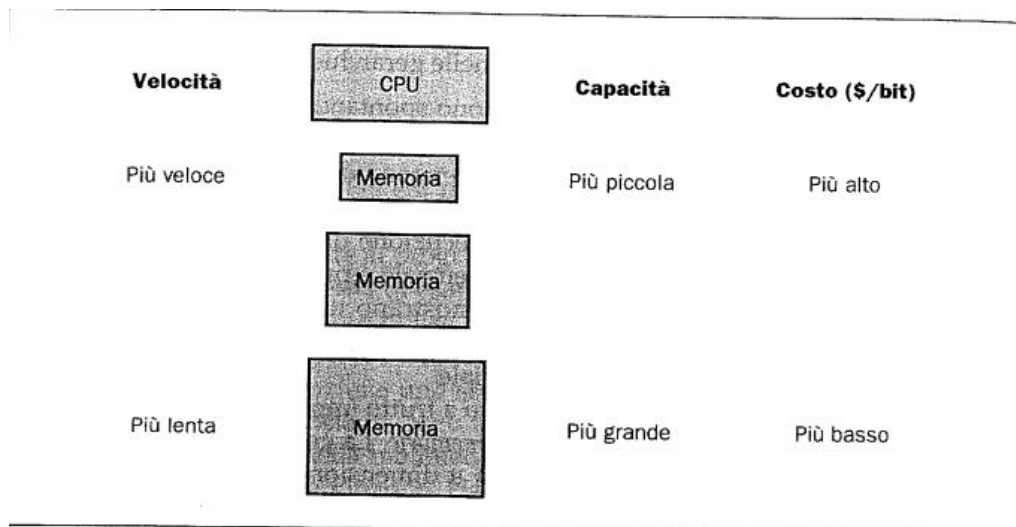 Velocità CPU Capacità Costo ($/bit)
Più veloce Memoria Più piccola Più alto
Memoria
Più lenta Memoria Più grande Più basso